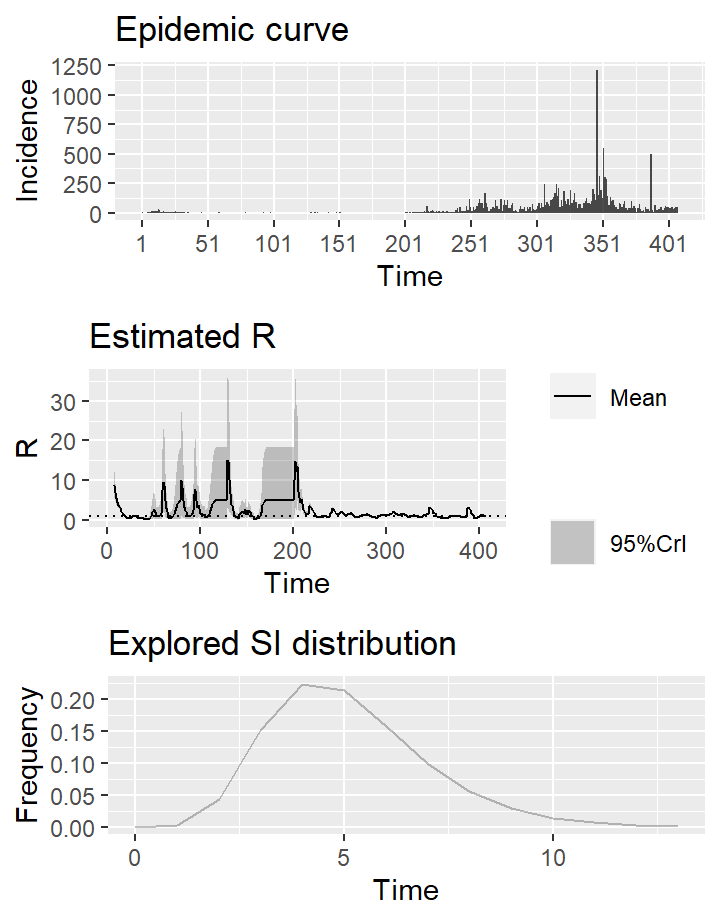 Epidemic curve
1250
1000
750
500
250
0
Incidence
1 51 101 151 201 251 301 351 401
Time
Estimated R
30
20
10
0
R
0 100 200 300 400
Time
Mean
95%CrI
Explored SI distribution
0.20
0.15
0.10
0.05
0.00
Frequency
0 5 10
Time